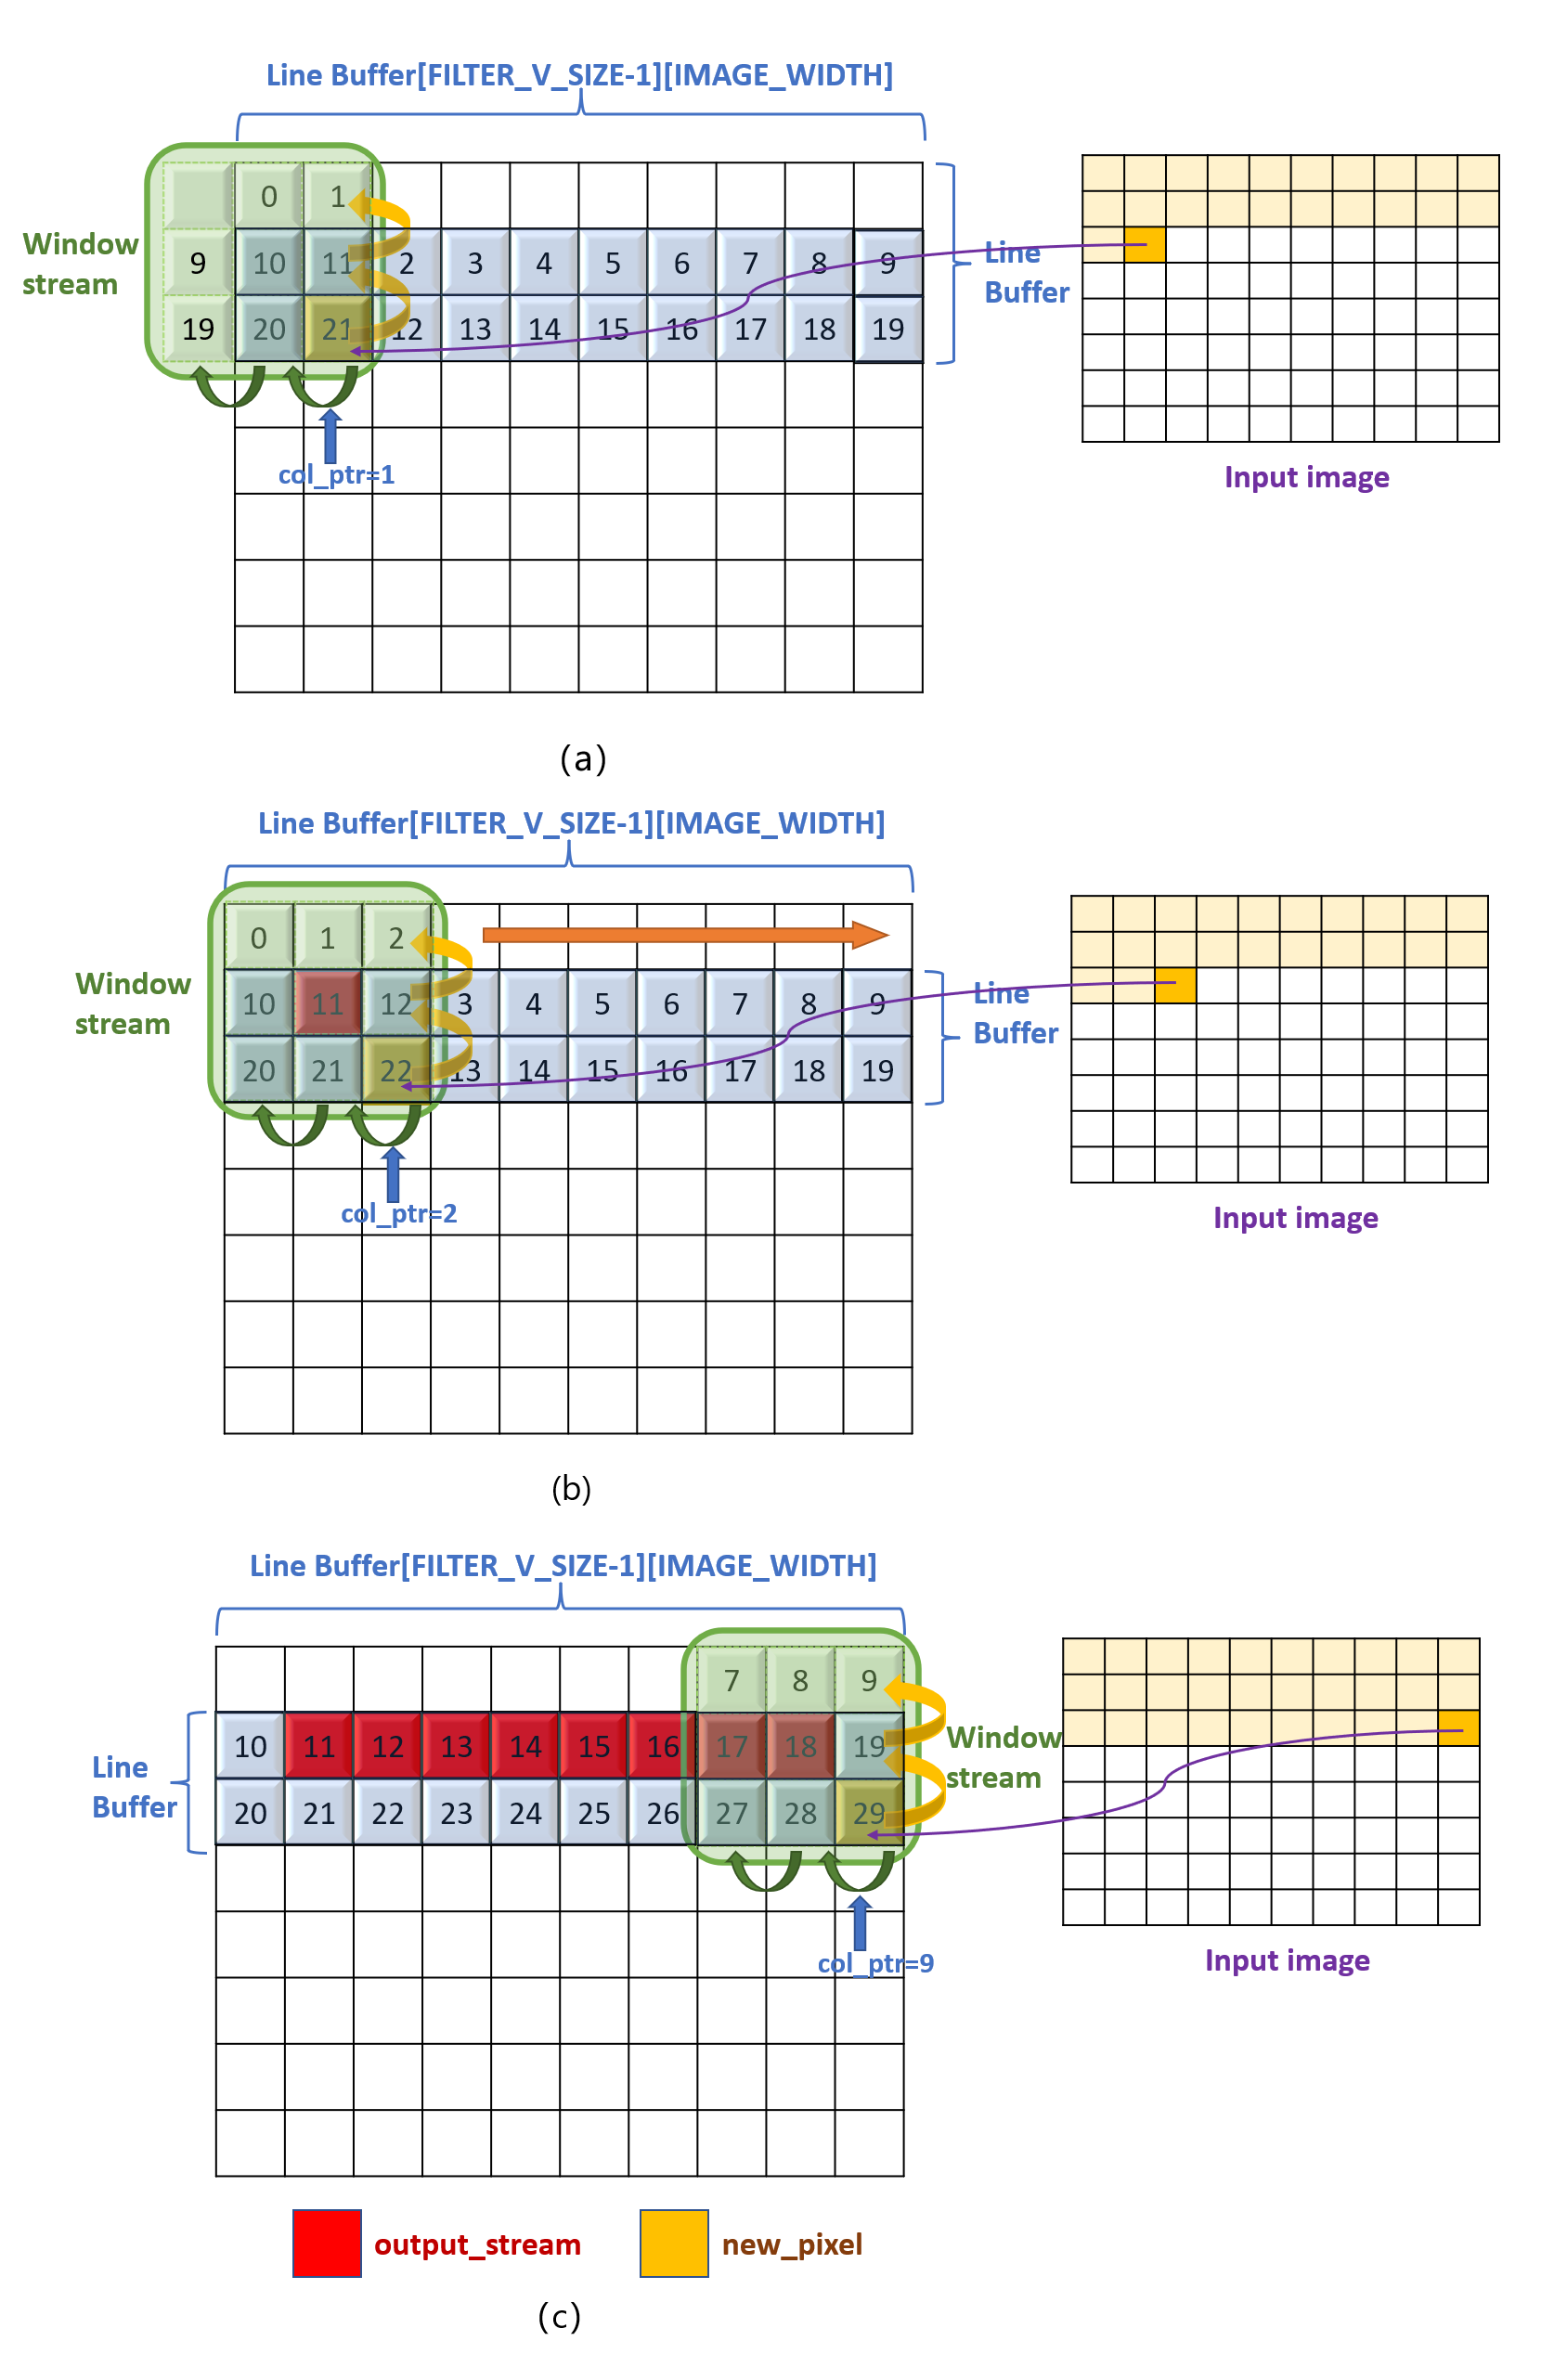 Line Buffer[FILTER_V_SIZE-1][IMAGE_WIDTH]
0 1
Window
stream
9 10 11 2 3 4 5 6 7 8 9
Line
Buffer
19 20 21 12 13 14 15 16 17 18 19
col_ptr=1
Input image
(a)
Line Buffer[FILTER_V_SIZE-1][IMAGE_WIDTH]
0 1 2
Window
stream
10 11 12 3 4 5 6 7 8 9
Line
Buffer
20 21 22 13 14 15 16 17 18 19
col_ptr=2
Input image
(b)
Line Buffer[FILTER_V_SIZE-1][IMAGE_WIDTH]
7 8 9
10 11 12 13 14 15 16 17 18 19
Window
stream
Line
Buffer
20 21 22 23 24 25 26 27 28 29
col_ptr=9
Input image
output_stream
new_pixel
(c)